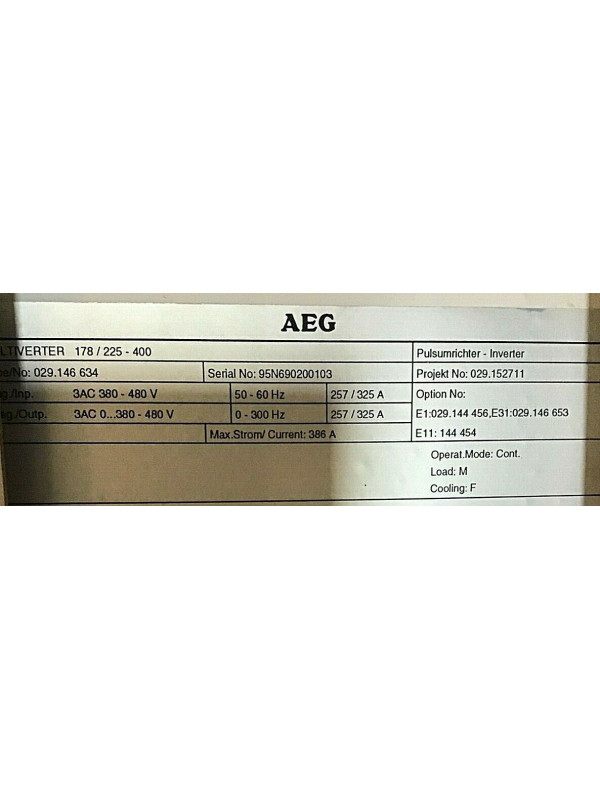 AEG
LTIVERTER 178 / 225 - 400 Pulsumrichter - Inverter
e/No: 029.146 634 Serial No: 95N690200103 Projekt No: 029.152711
g./Inp. 3AC 380 - 480 V 50 - 60 Hz 257 / 325 A Option No:
sg./Outp. 3AC 0...380 - 480 V 0 - 300 Hz 257 / 325 A E1:029.144 456,E31:029.146 653
Max.Strom/ Current: 386 A E11: 144 454
Operat.Mode: Cont.
Load: M
Cooling: F